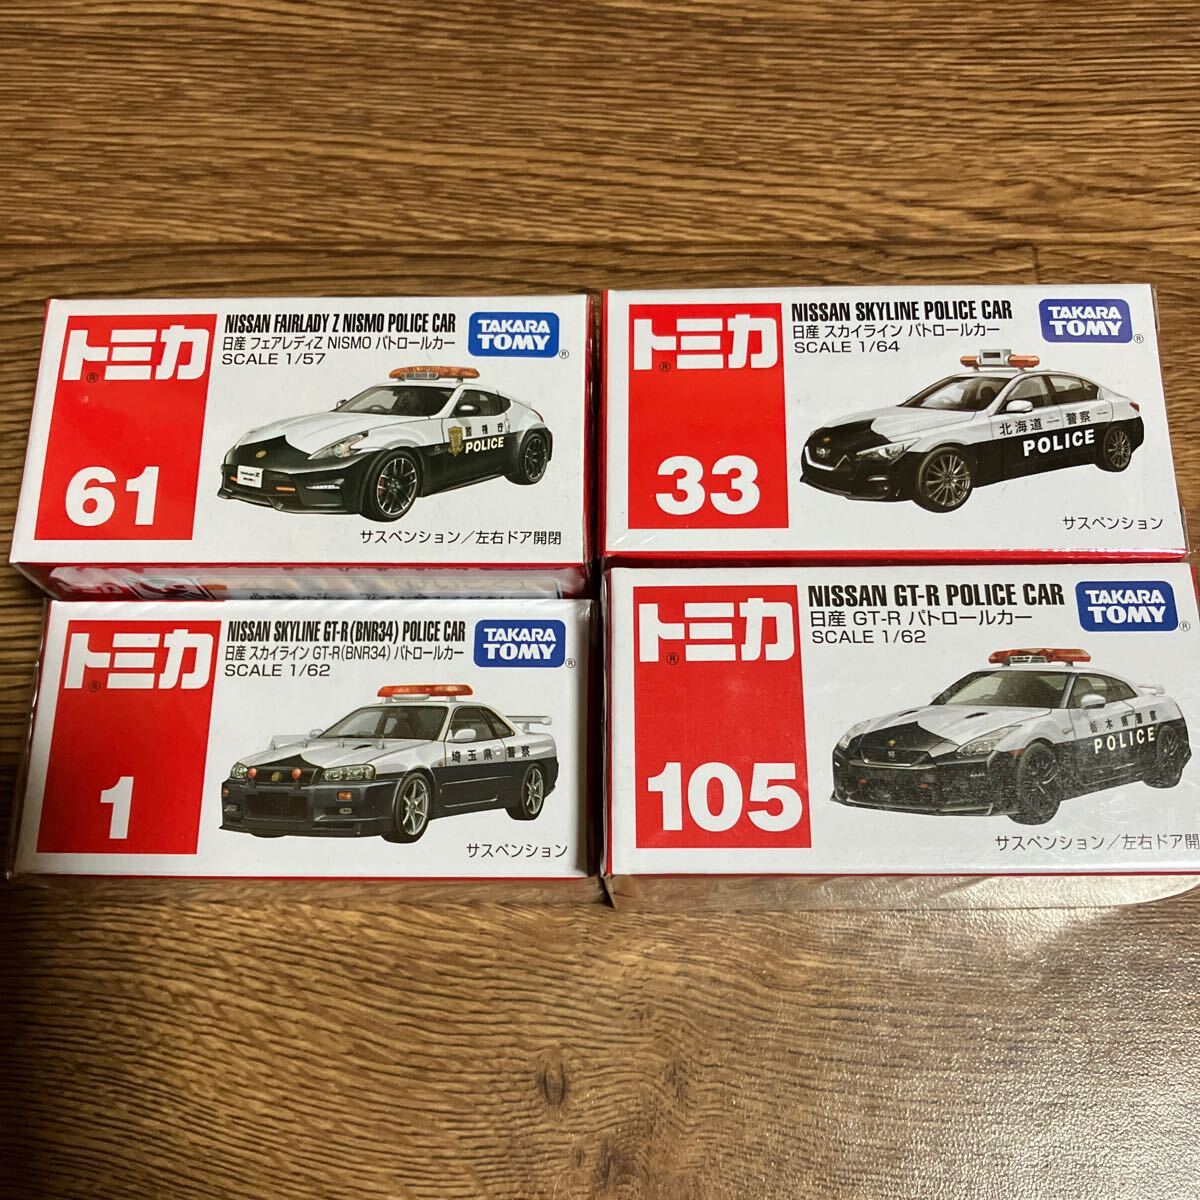 トミカ®
61
NISSAN FAIRLADY Z NISMO POLICE CAR
日産 フェアレディZ NISMO パトロールカー
SCALE 1/57
TAKARA TOMY®
警視庁
POLICE
サスペンション／左右ドア開閉
トミカ®
33
NISSAN SKYLINE POLICE CAR
日産 スカイライン パトロールカー
SCALE 1/64
TAKARA TOMY®
北海道警察
POLICE
サスペンション
トミカ®
1
NISSAN SKYLINE GT-R (BNR34) POLICE CAR
日産 スカイライン GT-R (BNR34) パトロールカー
SCALE 1/62
TAKARA TOMY®
埼玉県警察
サスペンション
トミカ®
105
NISSAN GT-R POLICE CAR
日産 GT-R パトロールカー
SCALE 1/62
TAKARA TOMY®
栃木県警察
POLICE
サスペンション／左右ドア開